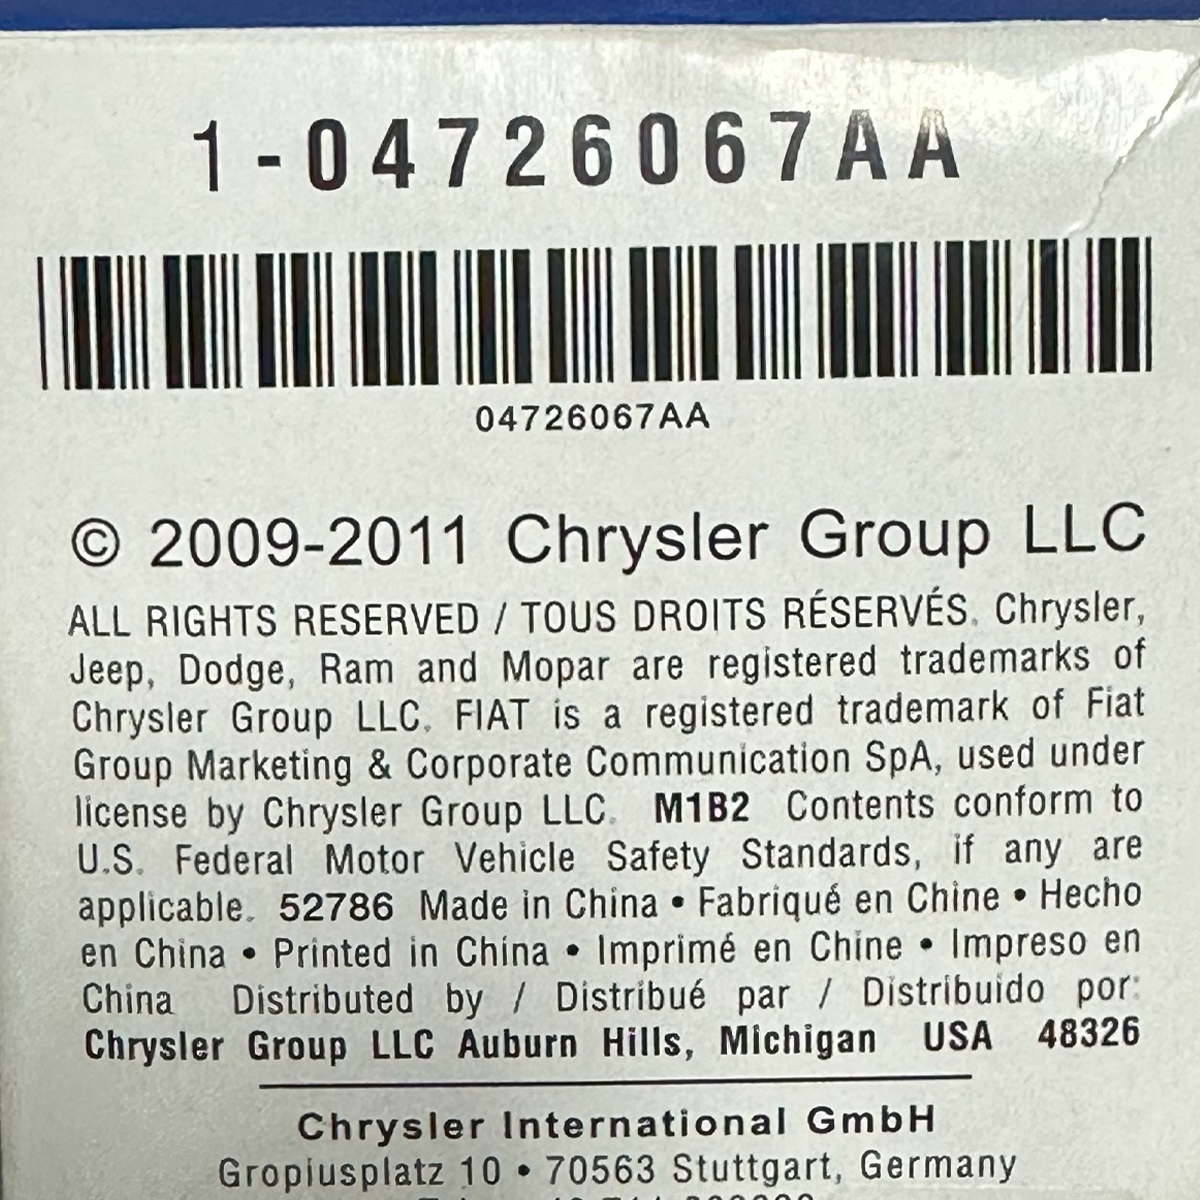 1-04726067AA
04726067AA
© 2009-2011 Chrysler Group LLC
ALL RIGHTS RESERVED / TOUS DROITS RÉSERVÉS. Chrysler,
Jeep, Dodge, Ram and Mopar are registered trademarks of
Chrysler Group LLC. FIAT is a registered trademark of Fiat
Group Marketing & Corporate Communication SpA, used under
license by Chrysler Group LLC. M1B2 Contents conform to
U.S. Federal Motor Vehicle Safety Standards, if any are
applicable. 52786 Made in China • Fabriqué en Chine • Hecho
en China • Printed in China • Imprimé en Chine • Impreso en
China Distributed by / Distribué par / Distribuido por:
Chrysler Group LLC Auburn Hills, Michigan USA 48326
Chrysler International GmbH
Gropiusplatz 10 • 70563 Stuttgart, Germany